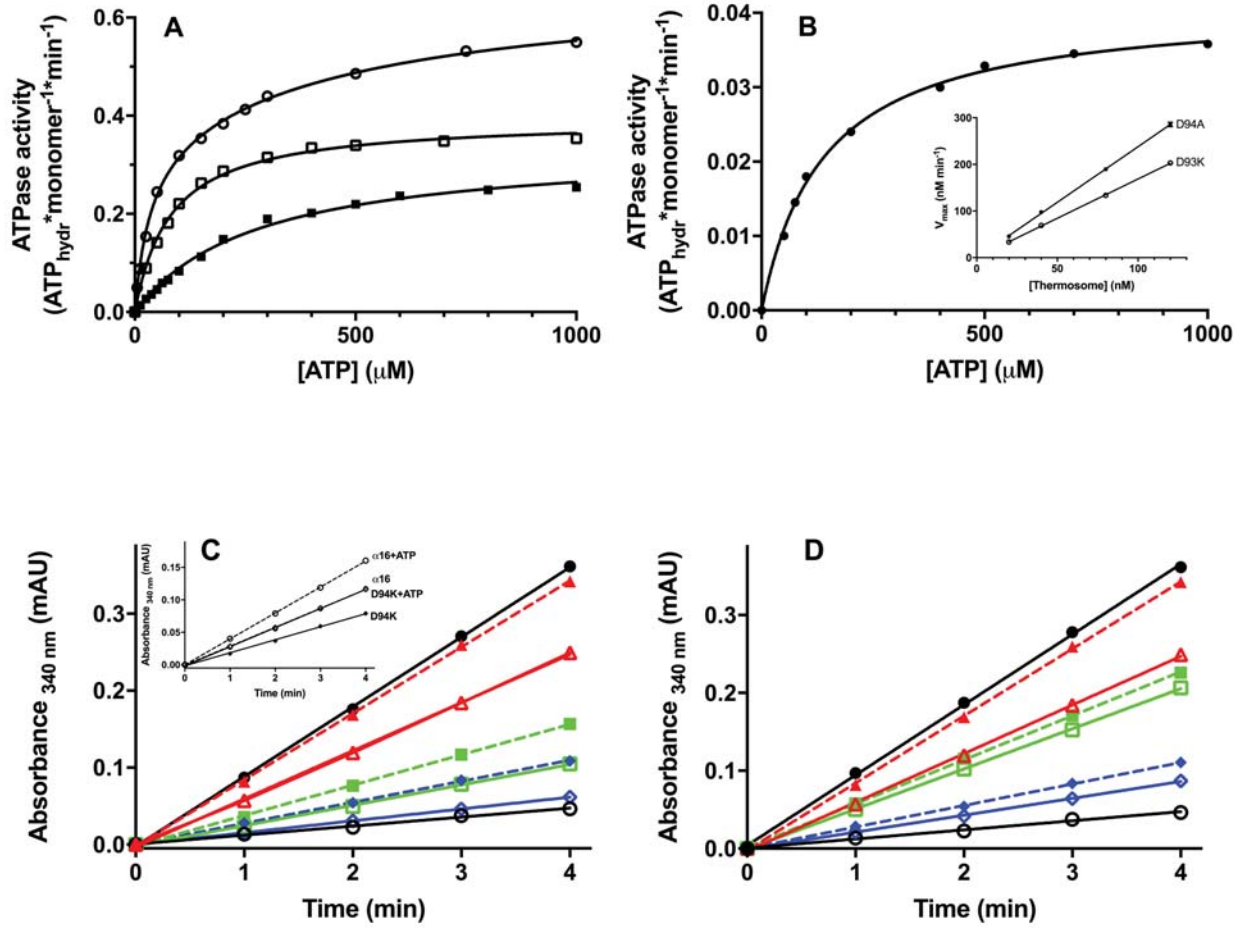 A
ATPase activity
(ATP_hydr*monomer⁻¹*min⁻¹)
0.6
0.4
0.2
0.0
0
500
1000
[ATP] (μM)
B
ATPase activity
(ATP_hydr*monomer⁻¹*min⁻¹)
0.04
0.03
0.02
0.01
0.00
0
500
1000
[ATP] (μM)
V_max (nM min⁻¹)
300
200
100
0
50
100
[Thermosome] (nM)
D94A
D93K
C
Absorbance 340 nm (mAU)
0.3
0.2
0.1
0.0
0
1
2
3
4
Time (min)
Absorbance 340 nm (mAU)
0.15
0.10
0.05
0.00
0
1
2
3
4
Time (min)
α16+ATP
α16
D94K+ATP
D94K
D
Absorbance 340 nm (mAU)
0.3
0.2
0.1
0.0
0
1
2
3
4
Time (min)